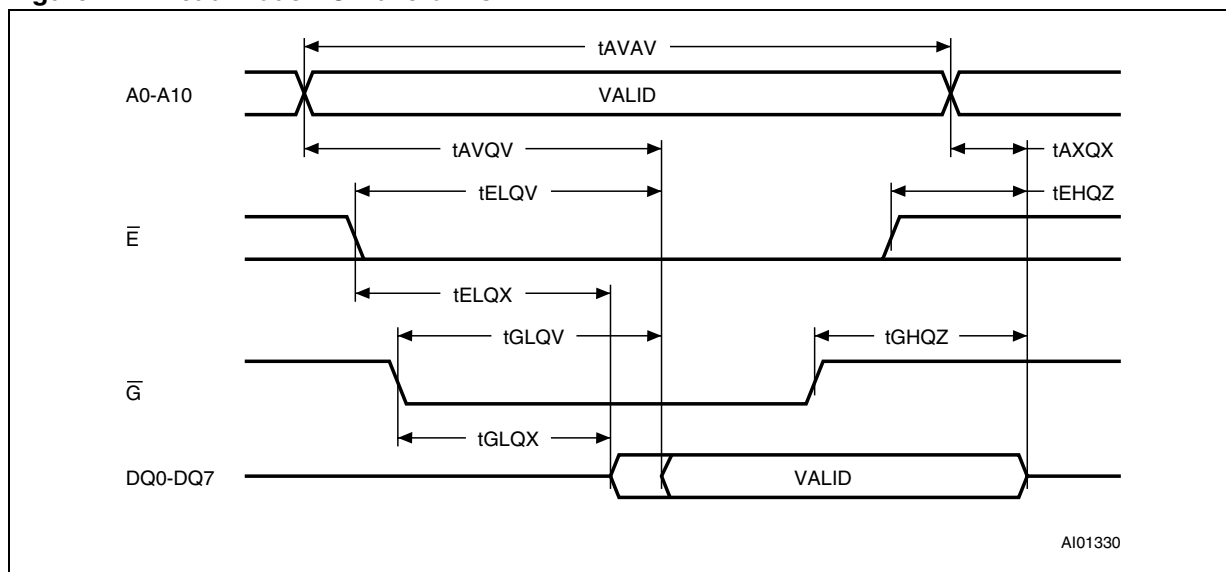 tAVAV
A0-A10
VALID
tAVQV
tAXQX
tELQV
tEHQZ
E̅
tELQX
tGLQV
tGHQZ
G̅
tGLQX
DQ0-DQ7
VALID
AI01330